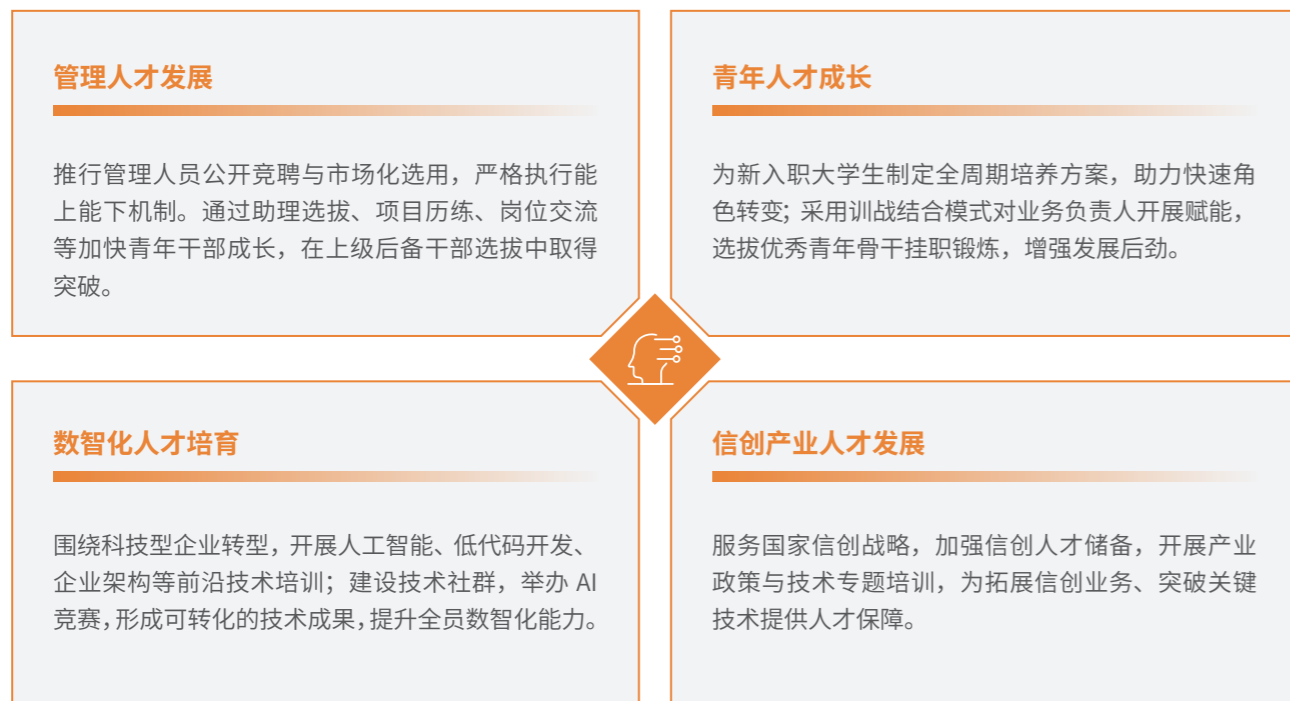 管理人才发展
推行管理人员公开竞聘与市场化选用，严格执行能
上能下机制。通过助理选拔、项目历练、岗位交流
等加快青年干部成长，在上级后备干部选拔中取得
突破。
青年人才成长
为新入职大学生制定全周期培养方案，助力快速角
色转变；采用训战结合模式对业务负责人开展赋能，
选拔优秀青年骨干挂职锻炼，增强发展后劲。
数智化人才培育
围绕科技型企业转型，开展人工智能、低代码开发、
企业架构等前沿技术培训；建设技术社群，举办 AI
竞赛，形成可转化的技术成果，提升全员数智化能力。
信创产业人才发展
服务国家信创战略，加强信创人才储备，开展产业
政策与技术专题培训，为拓展信创业务、突破关键
技术提供人才保障。